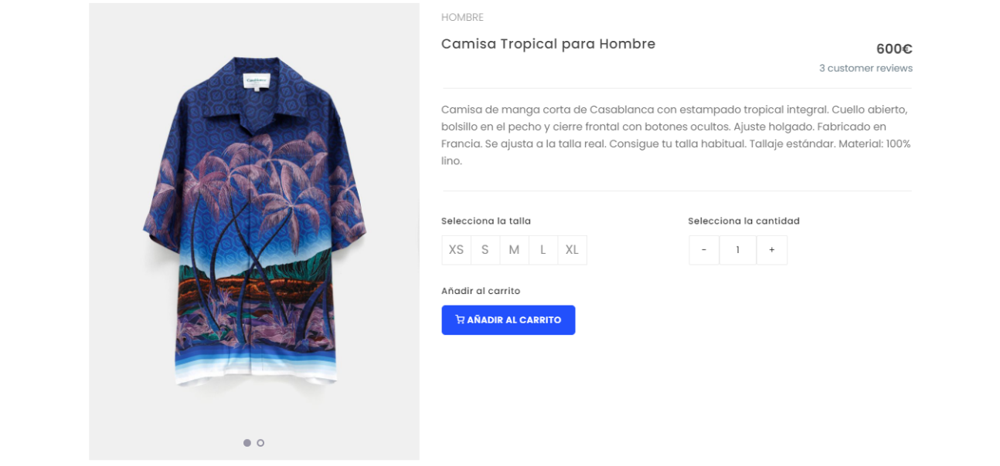 HOMBRE
Camisa Tropical para Hombre
600€
3 customer reviews
Camisa de manga corta de Casablanca con estampado tropical integral. Cuello abierto,
bolsillo en el pecho y cierre frontal con botones ocultos. Ajuste holgado. Fabricado en
Francia. Se ajusta a la talla real. Consigue tu talla habitual. Tallaje estándar. Material: 100%
lino.
Selecciona la talla
Selecciona la cantidad
XS S M L XL
- 1 +
Añadir al carrito
AÑADIR AL CARRITO